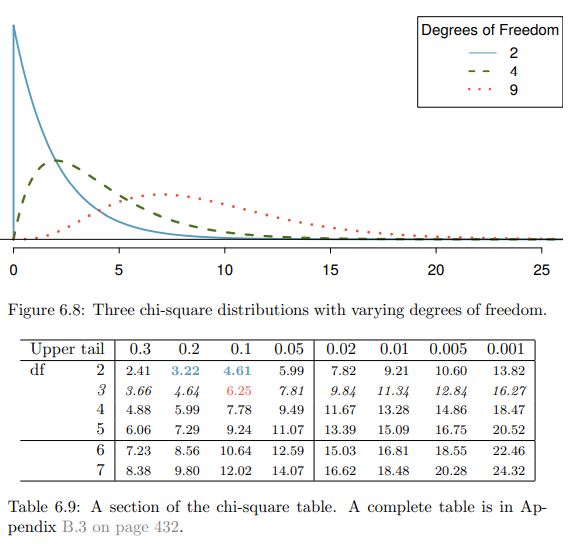 Degrees of Freedom
2
4
9
0 5 10 15 20 25
Figure 6.8: Three chi-square distributions with varying degrees of freedom.
Upper tail 0.3 0.2 0.1 0.05 0.02 0.01 0.005 0.001
df 2 2.41 3.22 4.61 5.99 7.82 9.21 10.60 13.82
3 3.66 4.64 6.25 7.81 9.84 11.34 12.84 16.27
4 4.88 5.99 7.78 9.49 11.67 13.28 14.86 18.47
5 6.06 7.29 9.24 11.07 13.39 15.09 16.75 20.52
6 7.23 8.56 10.64 12.59 15.03 16.81 18.55 22.46
7 8.38 9.80 12.02 14.07 16.62 18.48 20.28 24.32
Table 6.9: A section of the chi-square table. A complete table is in Ap-
pendix B.3 on page 432.